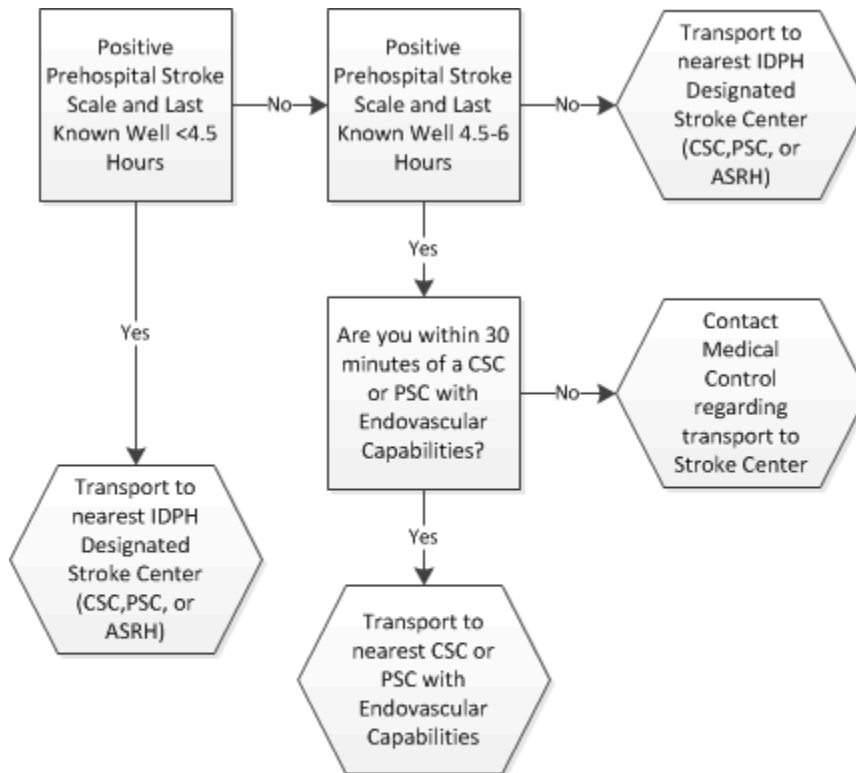 Positive
Prehospital Stroke
Scale and Last
Known Well <4.5
Hours
No
Positive
Prehospital Stroke
Scale and Last
Known Well 4.5-6
Hours
No
Transport to
nearest IDPH
Designated
Stroke Center
(CSC,PSC, or
ASRH)
Yes
Yes
Are you within 30
minutes of a CSC
or PSC with
Endovascular
Capabilities?
No
Contact
Medical
Control
regarding
transport to
Stroke Center
Transport to
nearest IDPH
Designated
Stroke Center
(CSC,PSC, or
ASRH)
Yes
Transport to
nearest CSC or
PSC with
Endovascular
Capabilities